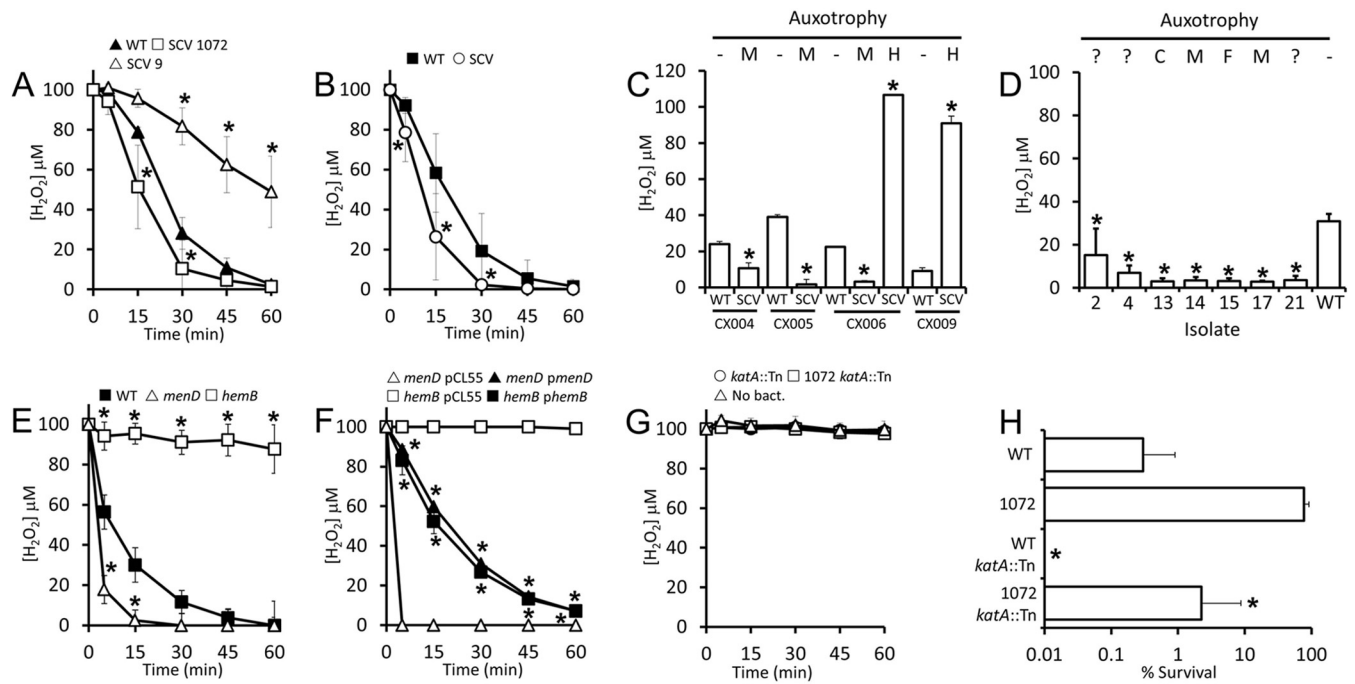 A
▲ WT □ SCV 1072
△ SCV 9
[H₂O₂] µM
100
80
60
40
20
0
* * * * *
0 15 30 45 60
Time (min)
B
■ WT ○ SCV
[H₂O₂] µM
100
80
60
40
20
0
* * *
0 15 30 45 60
Time (min)
C
Auxotrophy
- M - M - M H - H
[H₂O₂] µM
120
100
80
60
40
20
0
* * * * *
WT SCV WT SCV WT SCV SCV WT SCV
CX004 CX005 CX006 CX009
D
Auxotrophy
? ? C M F M ? -
[H₂O₂] µM
100
80
60
40
20
0
* * * * * * *
2 4 13 14 15 17 21 WT
Isolate
E
■ WT △ menD □ hemB
[H₂O₂] µM
100
80
60
40
20
0
* * * * * * *
0 15 30 45 60
Time (min)
F
△ menD pCL55 ▲ menD pmenD
□ hemB pCL55 ■ hemB phemB
[H₂O₂] µM
100
80
60
40
20
0
* * * * * * * * * *
0 15 30 45 60
Time (min)
G
○ katA::Tn □ 1072 katA::Tn
△ No bact.
[H₂O₂] µM
100
80
60
40
20
0
0 15 30 45 60
Time (min)
H
WT
1072
WT
katA::Tn
*
1072
katA::Tn
*
0.01 0.1 1 10 100
% Survival